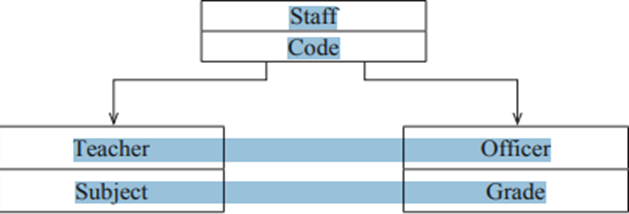 Staff
Code
Teacher Officer
Subject Grade